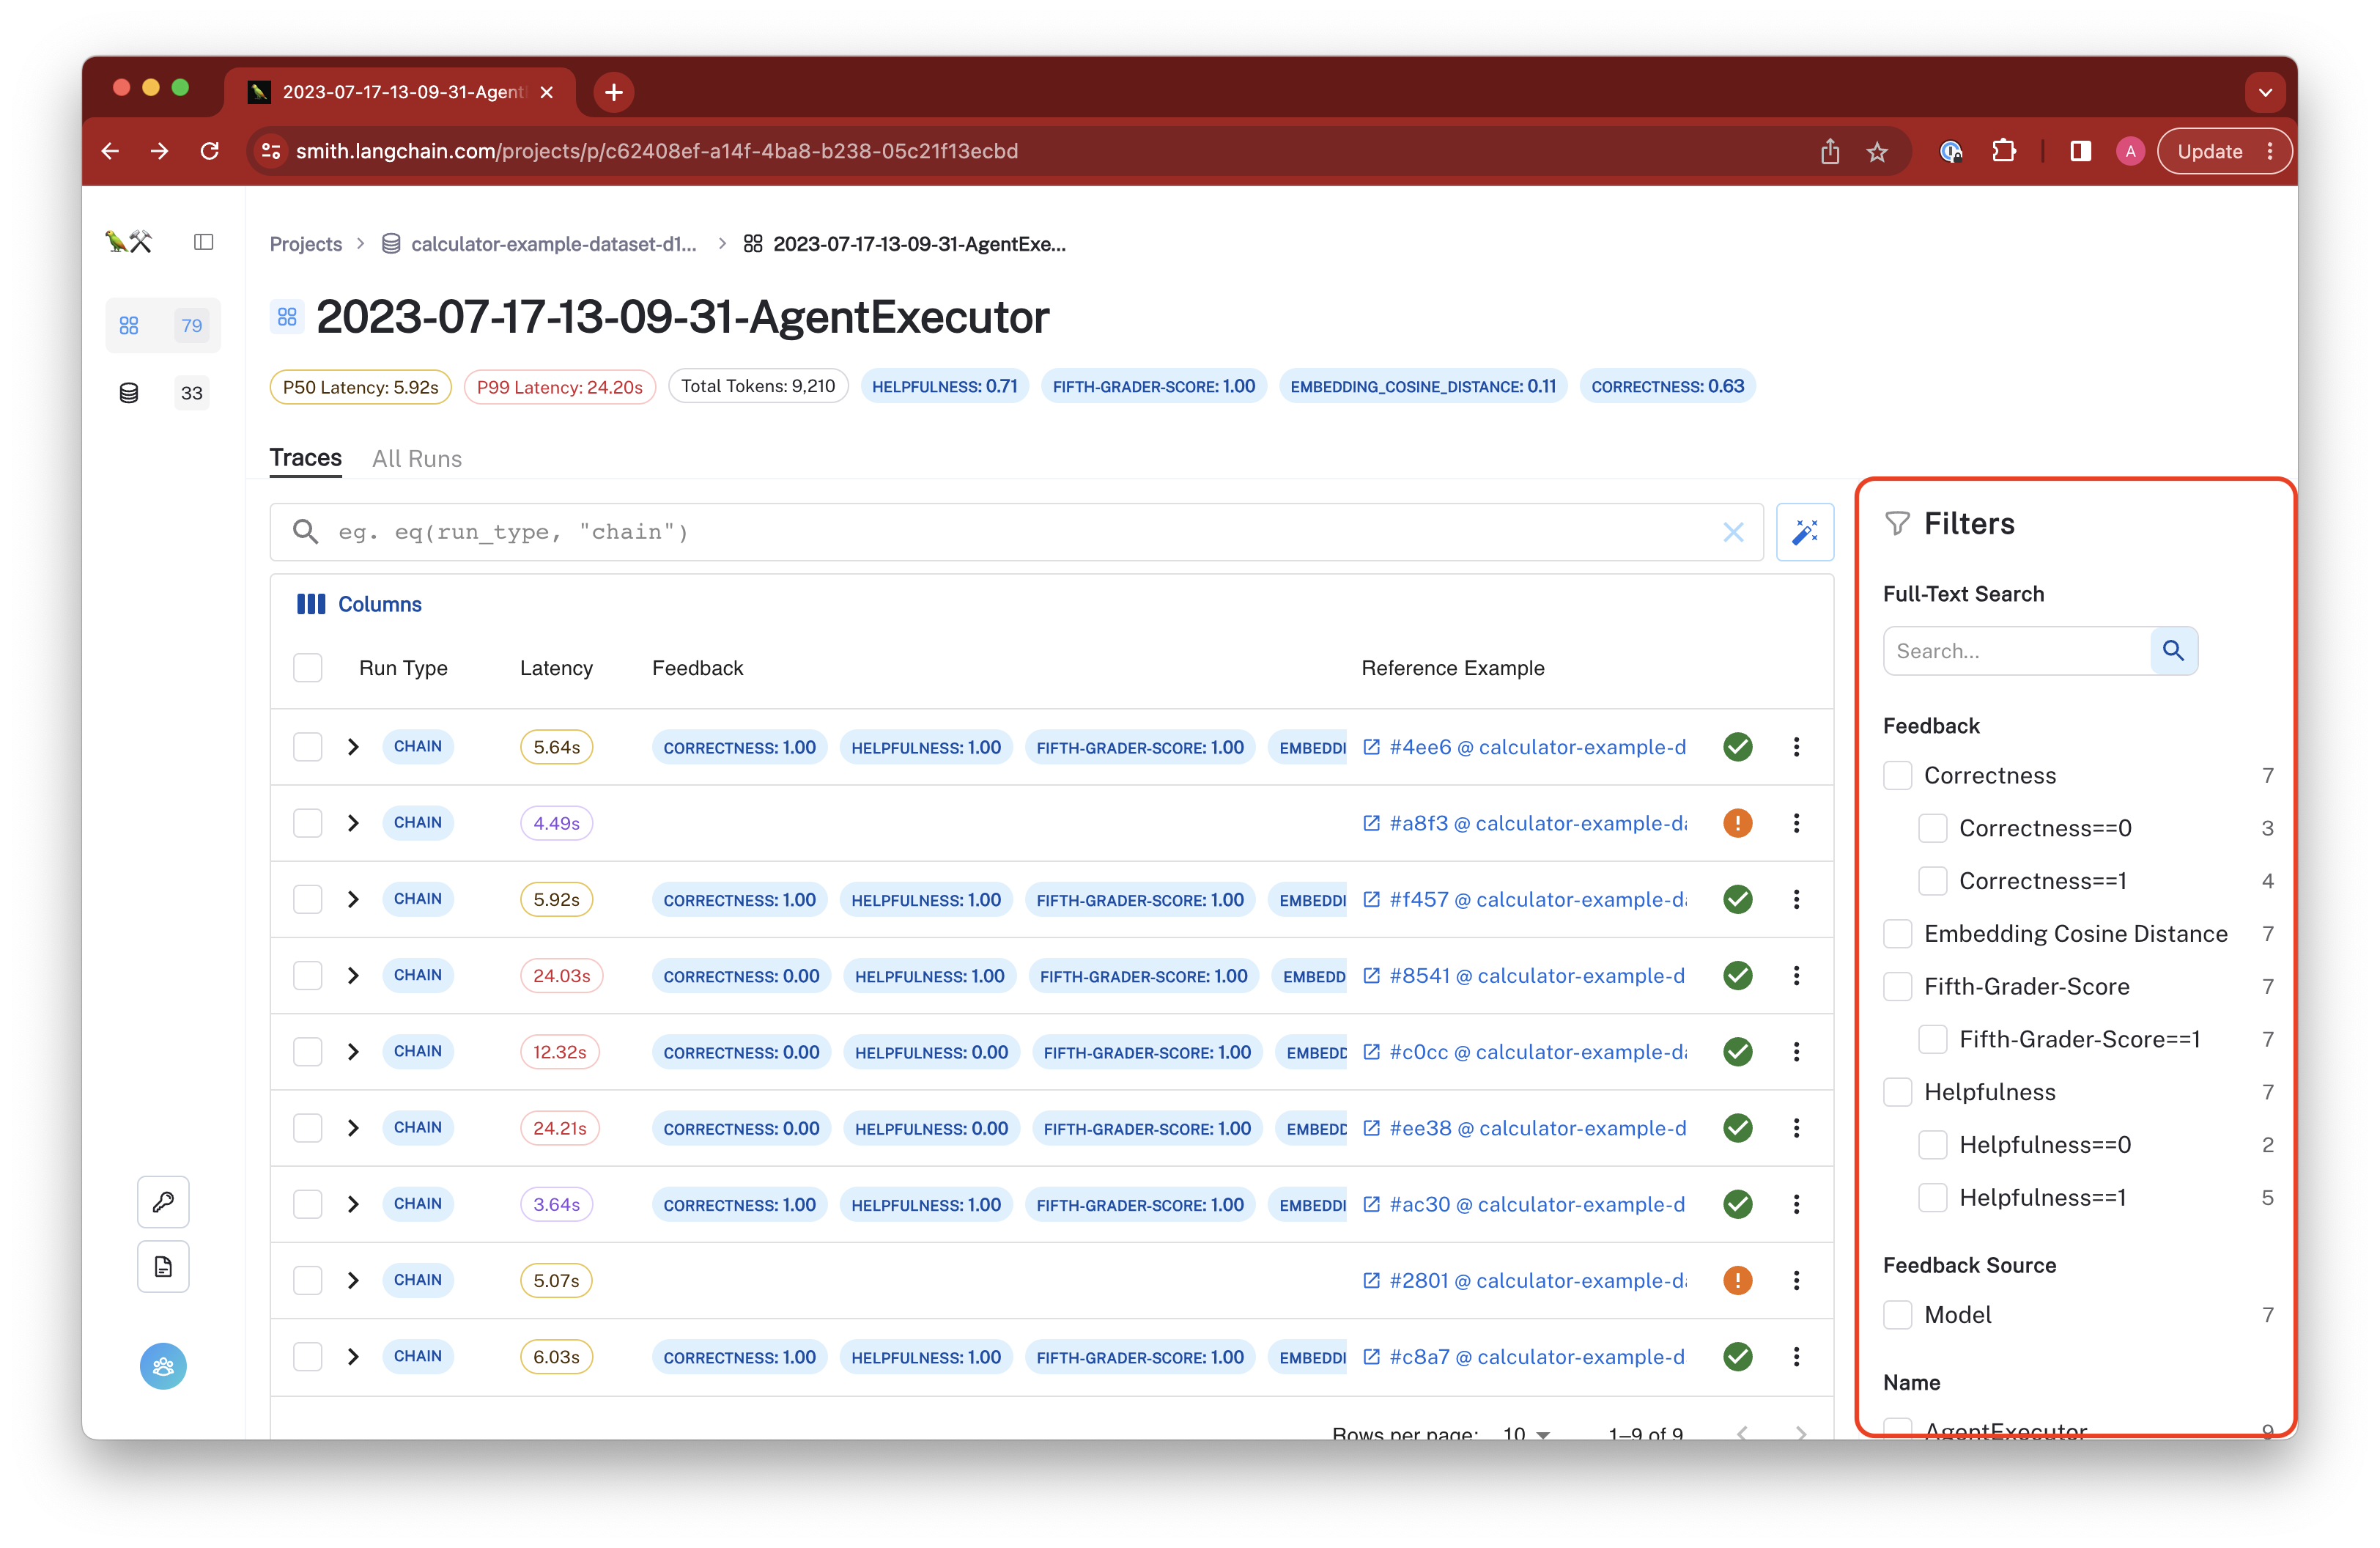 2023-07-17-13-09-31-Agent
smith.langchain.com/projects/p/c62408ef-a14f-4ba8-b238-05c21f13ecbd
A
Update
Projects > calculator-example-dataset-d1... > 2023-07-17-13-09-31-AgentExe...
79
33
2023-07-17-13-09-31-AgentExecutor
P50 Latency: 5.92s P99 Latency: 24.20s Total Tokens: 9,210 HELPFULNESS: 0.71 FIFTH-GRADER-SCORE: 1.00 EMBEDDING_COSINE_DISTANCE: 0.11 CORRECTNESS: 0.63
Traces All Runs
eg. eq(run_type, "chain")
Columns
Run Type Latency Feedback Reference Example
CHAIN 5.64s CORRECTNESS: 1.00 HELPFULNESS: 1.00 FIFTH-GRADER-SCORE: 1.00 EMBEDDI #4ee6 @ calculator-example-d
CHAIN 4.49s #a8f3 @ calculator-example-da
CHAIN 5.92s CORRECTNESS: 1.00 HELPFULNESS: 1.00 FIFTH-GRADER-SCORE: 1.00 EMBEDDI #f457 @ calculator-example-da
CHAIN 24.03s CORRECTNESS: 0.00 HELPFULNESS: 1.00 FIFTH-GRADER-SCORE: 1.00 EMBEDD #8541 @ calculator-example-d
CHAIN 12.32s CORRECTNESS: 0.00 HELPFULNESS: 0.00 FIFTH-GRADER-SCORE: 1.00 EMBEDD #c0cc @ calculator-example-da
CHAIN 24.21s CORRECTNESS: 0.00 HELPFULNESS: 0.00 FIFTH-GRADER-SCORE: 1.00 EMBEDD #ee38 @ calculator-example-d
CHAIN 3.64s CORRECTNESS: 1.00 HELPFULNESS: 1.00 FIFTH-GRADER-SCORE: 1.00 EMBEDDI #ac30 @ calculator-example-d
CHAIN 5.07s #2801 @ calculator-example-da
CHAIN 6.03s CORRECTNESS: 1.00 HELPFULNESS: 1.00 FIFTH-GRADER-SCORE: 1.00 EMBEDDI #c8a7 @ calculator-example-d
Rows per page: 10 1–9 of 9
Filters
Full-Text Search
Search...
Feedback
Correctness 7
Correctness==0 3
Correctness==1 4
Embedding Cosine Distance 7
Fifth-Grader-Score 7
Fifth-Grader-Score==1 7
Helpfulness 7
Helpfulness==0 2
Helpfulness==1 5
Feedback Source
Model 7
Name
AgentExecutor 9